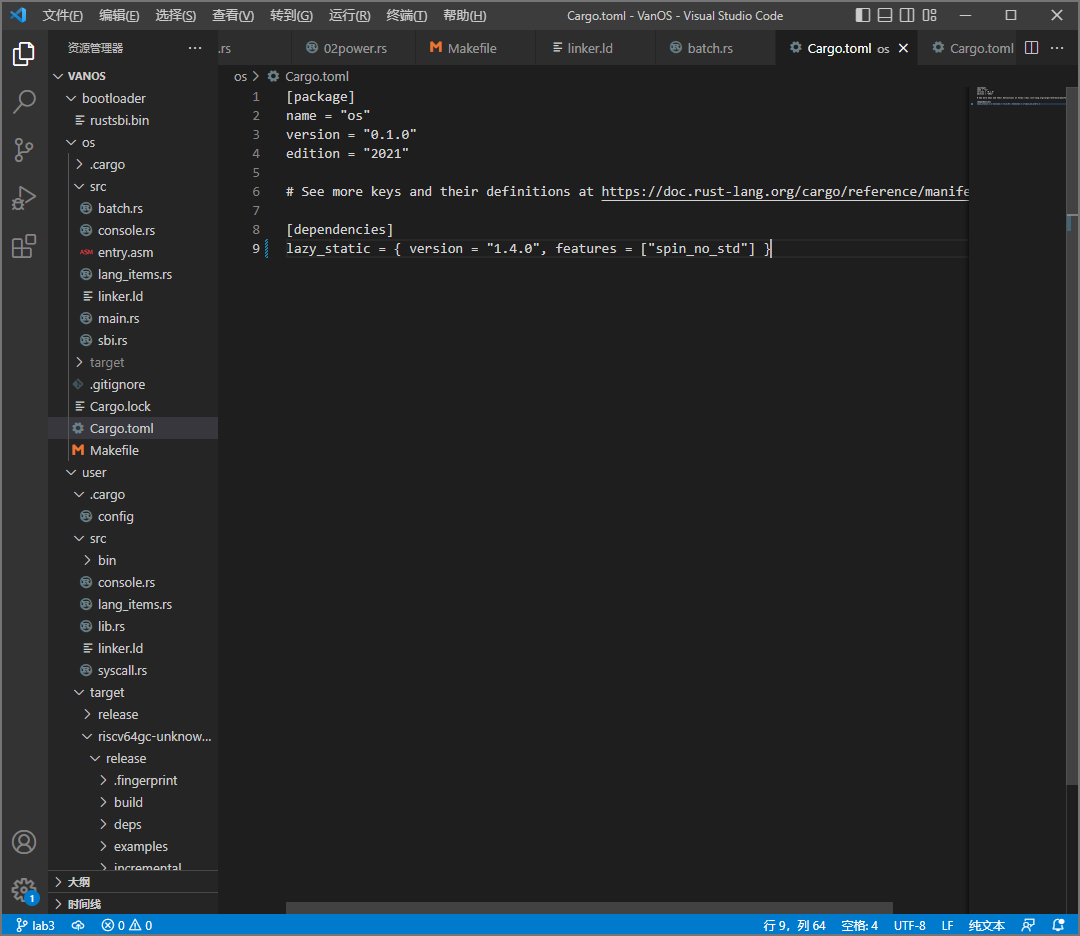 文件(F) 编辑(E) 选择(S) 查看(V) 转到(G) 运行(R) 终端(T) 帮助(H) Cargo.toml - VanOS - Visual Studio Code
资源管理器 ··· .rs 02power.rs Makefile linker.ld batch.rs Cargo.toml os Cargo.toml ···
VANOS
bootloader
rustsbi.bin
os
.cargo
src
batch.rs
console.rs
ASM entry.asm
lang_items.rs
linker.ld
main.rs
sbi.rs
target
.gitignore
Cargo.lock
Cargo.toml
Makefile
user
.cargo
config
src
bin
console.rs
lang_items.rs
lib.rs
linker.ld
syscall.rs
target
release
riscv64gc-unknow...
release
.fingerprint
build
deps
examples
incremental
大纲
时间线
os > Cargo.toml
1 [package]
2 name = "os"
3 version = "0.1.0"
4 edition = "2021"
5
6 # See more keys and their definitions at https://doc.rust-lang.org/cargo/reference/manife
7
8 [dependencies]
9 lazy_static = { version = "1.4.0", features = ["spin_no_std"] }
1
lab3 0 0 行 9，列 64 空格: 4 UTF-8 LF 纯文本